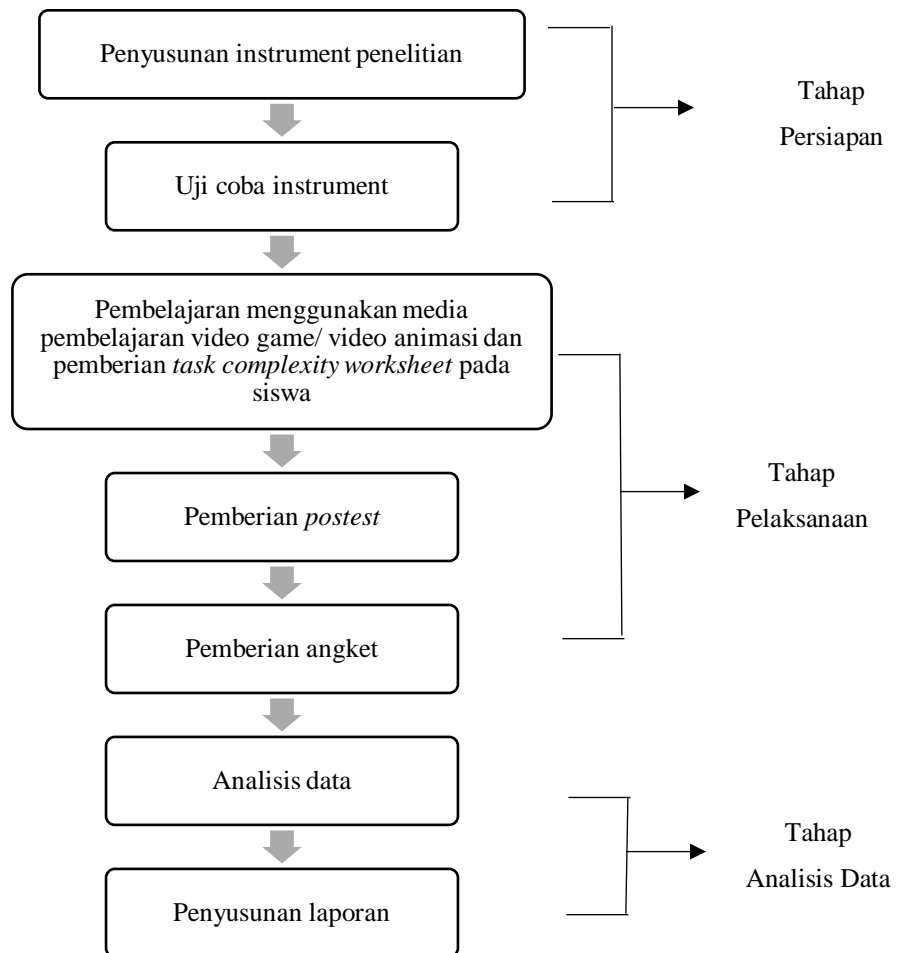 Penyusunan instrument penelitian
Tahap
Persiapan
Uji coba instrument
Pembelajaran menggunakan media
pembelajaran video game/ video animasi dan
pemberian task complexity worksheet pada
siswa
Tahap
Pelaksanaan
Pemberian postest
Pemberian angket
Analisis data
Tahap
Analisis Data
Penyusunan laporan